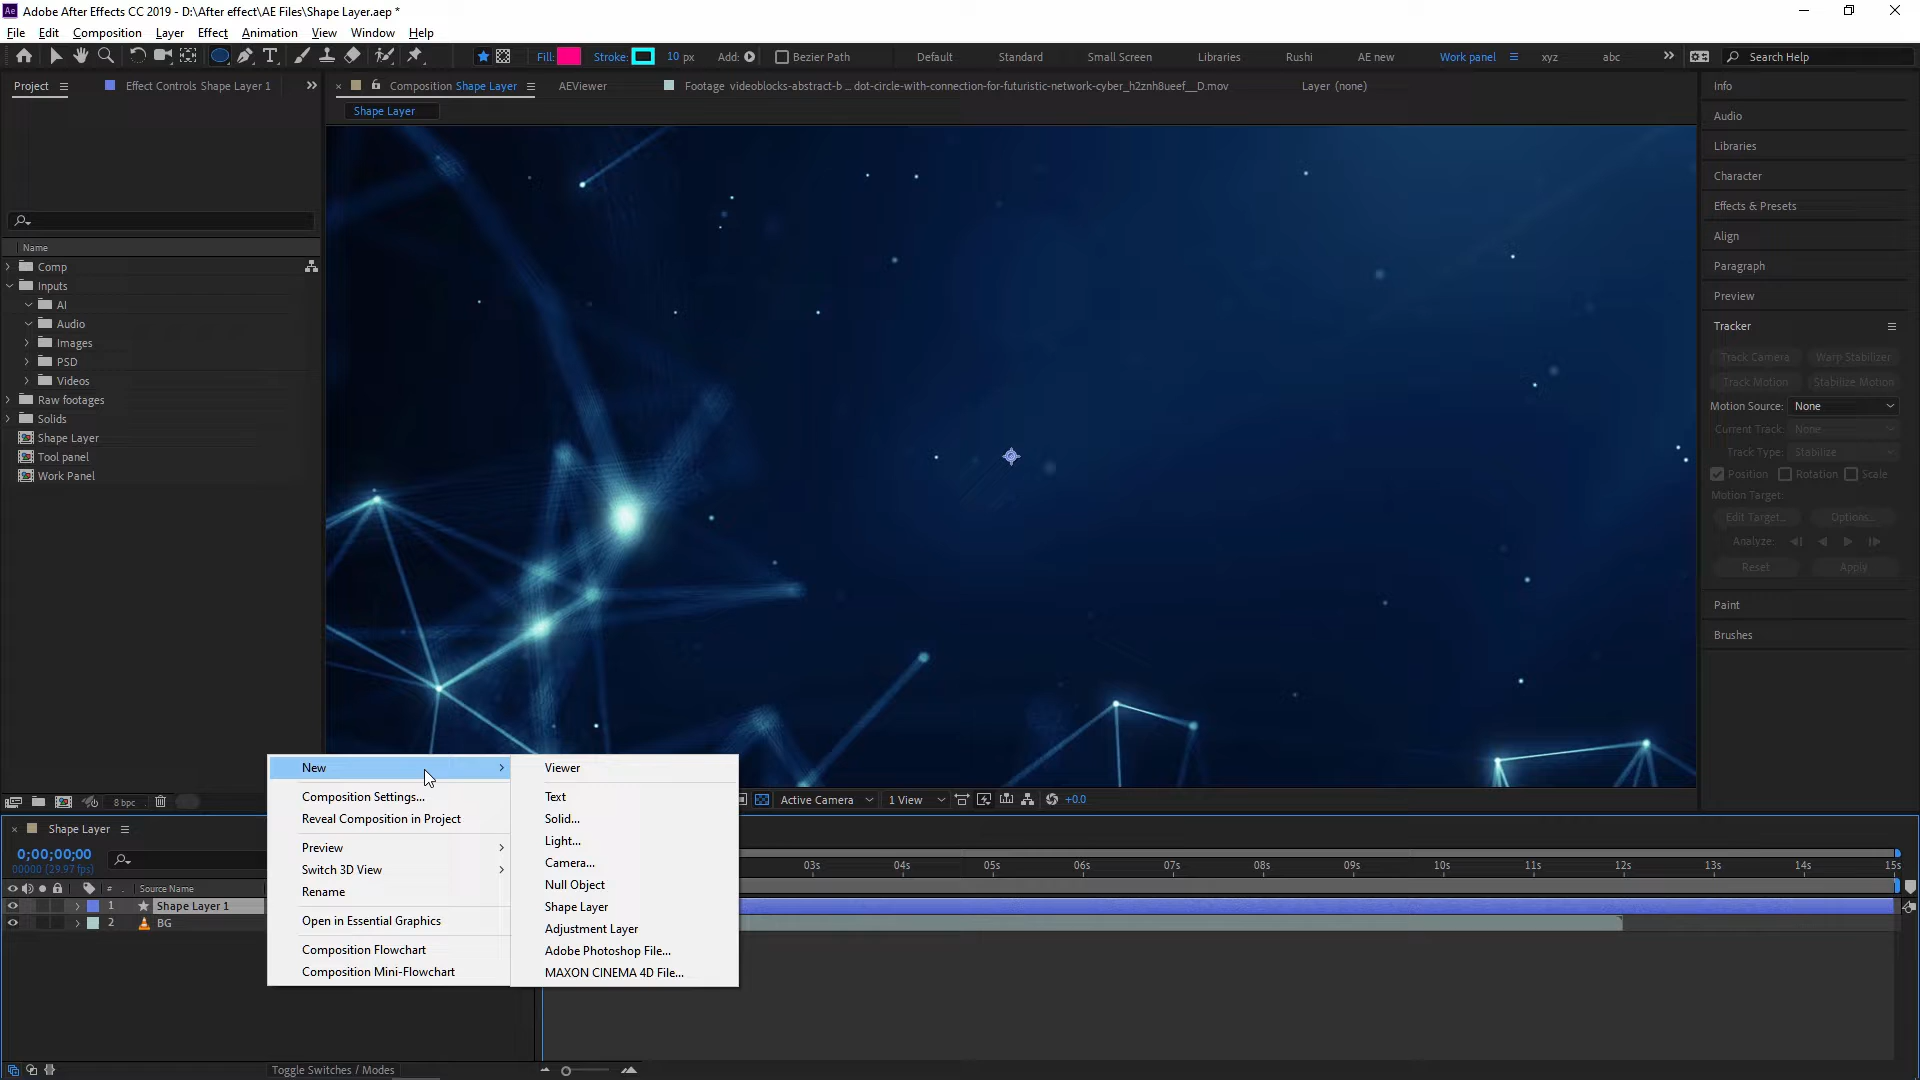 Ae Adobe After Effects CC 2019 - D:\After effect\AE Files\Shape Layer.aep *
File Edit Composition Layer Effect Animation View Window Help
Fill: Stroke: 10 px Add: Bezier Path Default Standard Small Screen Libraries Rushi AE new Work panel xyz abc Search Help
Project Effect Controls Shape Layer 1
Composition Shape Layer AEViewer Footage videoblocks-abstract-b ... dot-circle-with-connection-for-futuristic-network-cyber_h2znh8ueef__D.mov Layer (none)
Shape Layer
Name
Comp
Inputs
AI
Audio
Images
PSD
Videos
Raw footages
Solids
Shape Layer
Tool panel
Work Panel
8 bpc
Info
Audio
Libraries
Character
Effects & Presets
Align
Paragraph
Preview
Tracker
Track Camera Warp Stabilizer
Track Motion Stabilize Motion
Motion Source: None
Current Track: None
Track Type: Stabilize
Position Rotation Scale
Motion Target:
Edit Target... Options...
Analyze:
Reset Apply
Paint
Brushes
Active Camera 1 View +0.0
New
Composition Settings...
Reveal Composition in Project
Preview
Switch 3D View
Rename
Open in Essential Graphics
Composition Flowchart
Composition Mini-Flowchart
Viewer
Text
Solid...
Light...
Camera...
Null Object
Shape Layer
Adjustment Layer
Adobe Photoshop File...
MAXON CINEMA 4D File...
Shape Layer
0;00;00;00
00000 (29.97 fps)
# Source Name
1 Shape Layer 1
2 BG
03s 04s 05s 06s 07s 08s 09s 10s 11s 12s 13s 14s 15s
Toggle Switches / Modes